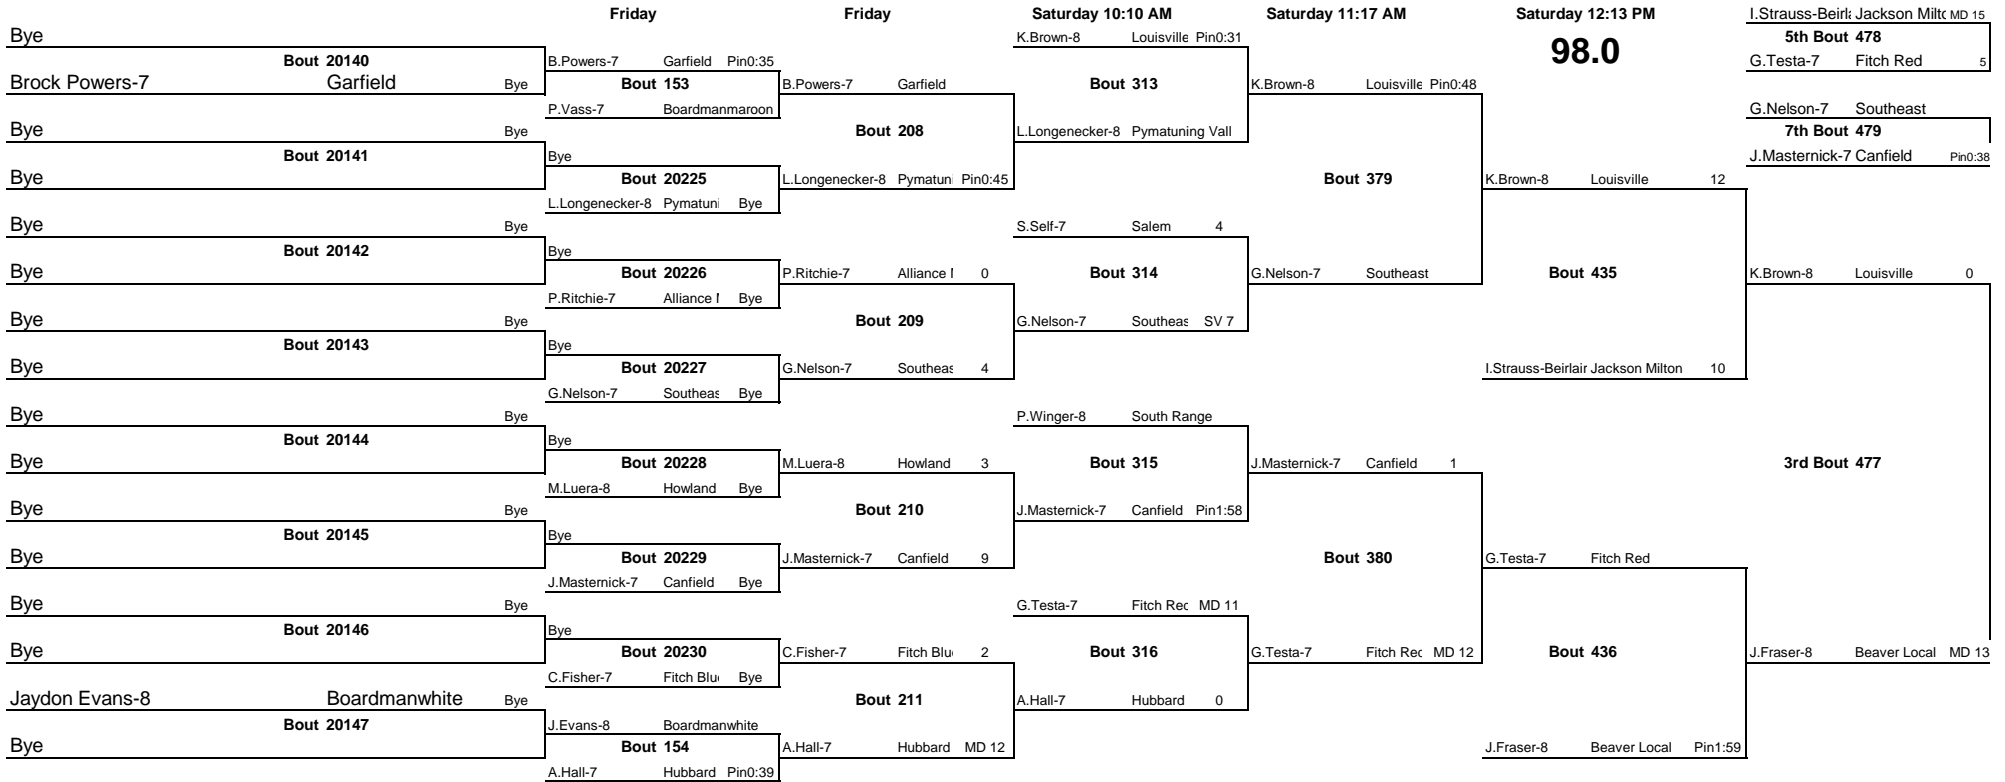 Friday Friday Saturday 10:10 AM Saturday 11:17 AM Saturday 12:13 PM I.Strauss-Beirl Jackson Milt MD 15
Bye K.Brown-8 Louisville Pin0:31 98.0 5th Bout 478
Bout 20140 B.Powers-7 Garfield Pin0:35 G.Testa-7 Fitch Red 5
Brock Powers-7 Garfield Bye Bout 153 B.Powers-7 Garfield Bout 313 K.Brown-8 Louisville Pin0:48
P.Vass-7 Boardmanmaroon G.Nelson-7 Southeast
Bye Bye Bout 208 L.Longenecker-8 Pymatuning Vall 7th Bout 479
Bout 20141 Bye J.Masternick-7 Canfield Pin0:38
Bye Bout 20225 L.Longenecker-8 Pymatuni Pin0:45 Bout 379 K.Brown-8 Louisville 12
L.Longenecker-8 Pymatuni Bye
Bye Bye S.Self-7 Salem 4
Bout 20142 Bye
Bye Bout 20226 P.Ritchie-7 Alliance 0 Bout 314 G.Nelson-7 Southeast Bout 435 K.Brown-8 Louisville 0
P.Ritchie-7 Alliance Bye
Bye Bye Bout 209 G.Nelson-7 Southeas SV 7
Bout 20143 Bye
Bye Bout 20227 G.Nelson-7 Southeas 4 I.Strauss-Beirlair Jackson Milton 10
G.Nelson-7 Southeas Bye
Bye Bye P.Winger-8 South Range
Bout 20144 Bye
Bye Bout 20228 M.Luera-8 Howland 3 Bout 315 J.Masternick-7 Canfield 1 3rd Bout 477
M.Luera-8 Howland Bye
Bye Bye Bout 210 J.Masternick-7 Canfield Pin1:58
Bout 20145 Bye
Bye Bout 20229 J.Masternick-7 Canfield 9 Bout 380 G.Testa-7 Fitch Red
J.Masternick-7 Canfield Bye
Bye Bye G.Testa-7 Fitch Rec MD 11
Bout 20146 Bye
Bye Bout 20230 C.Fisher-7 Fitch Blu 2 Bout 316 G.Testa-7 Fitch Rec MD 12 Bout 436 J.Fraser-8 Beaver Local MD 13
C.Fisher-7 Fitch Blu Bye
Jaydon Evans-8 Boardmanwhite Bye Bout 211 A.Hall-7 Hubbard 0
Bout 20147 J.Evans-8 Boardmanwhite
Bye Bout 154 A.Hall-7 Hubbard MD 12 J.Fraser-8 Beaver Local Pin1:59
A.Hall-7 Hubbard Pin0:39